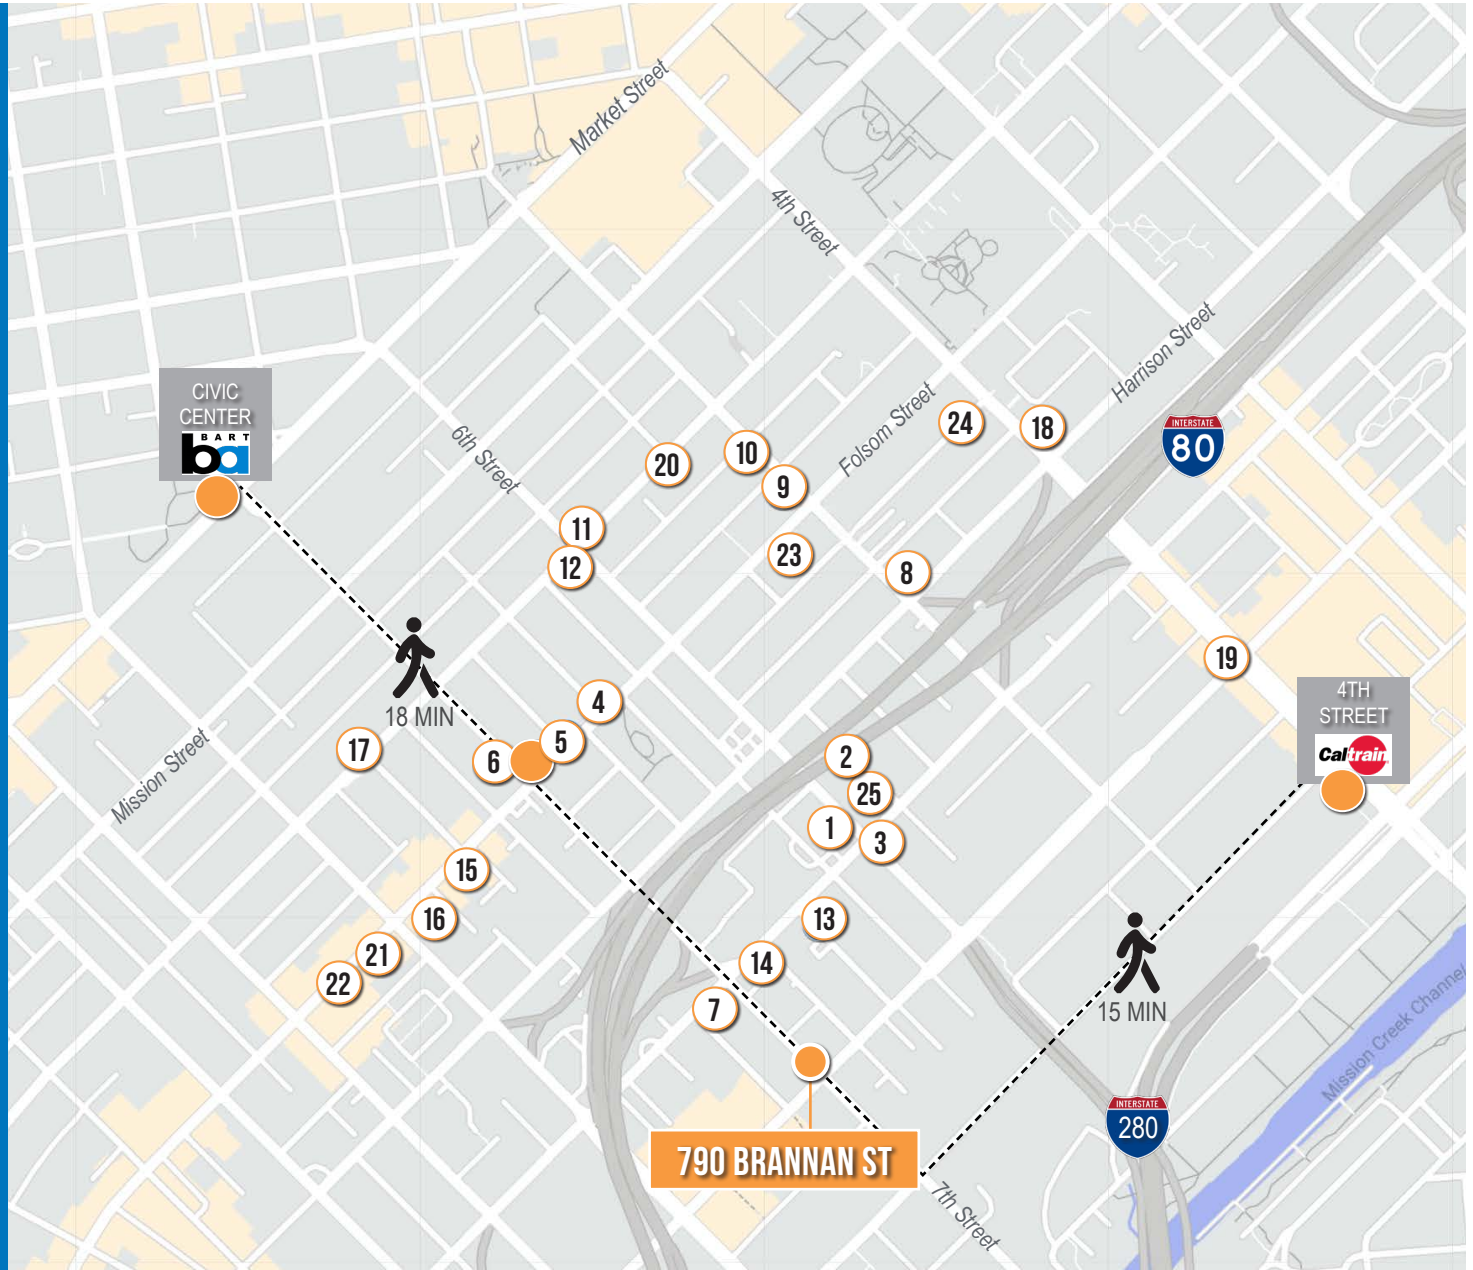 Market Street
4th Street
Harrison Street
CIVIC
CENTER
BART
ba
6th Street
Folsom Street
24
18
INTERSTATE
80
20
10
9
11
12
23
8
19
4TH
STREET
Caltrain
18 MIN
4
5
6
17
Mission Street
2
25
1
3
15
16
13
21
22
14
7
15 MIN
Mission Creek Channel
INTERSTATE
280
790 BRANNAN ST
7th Street